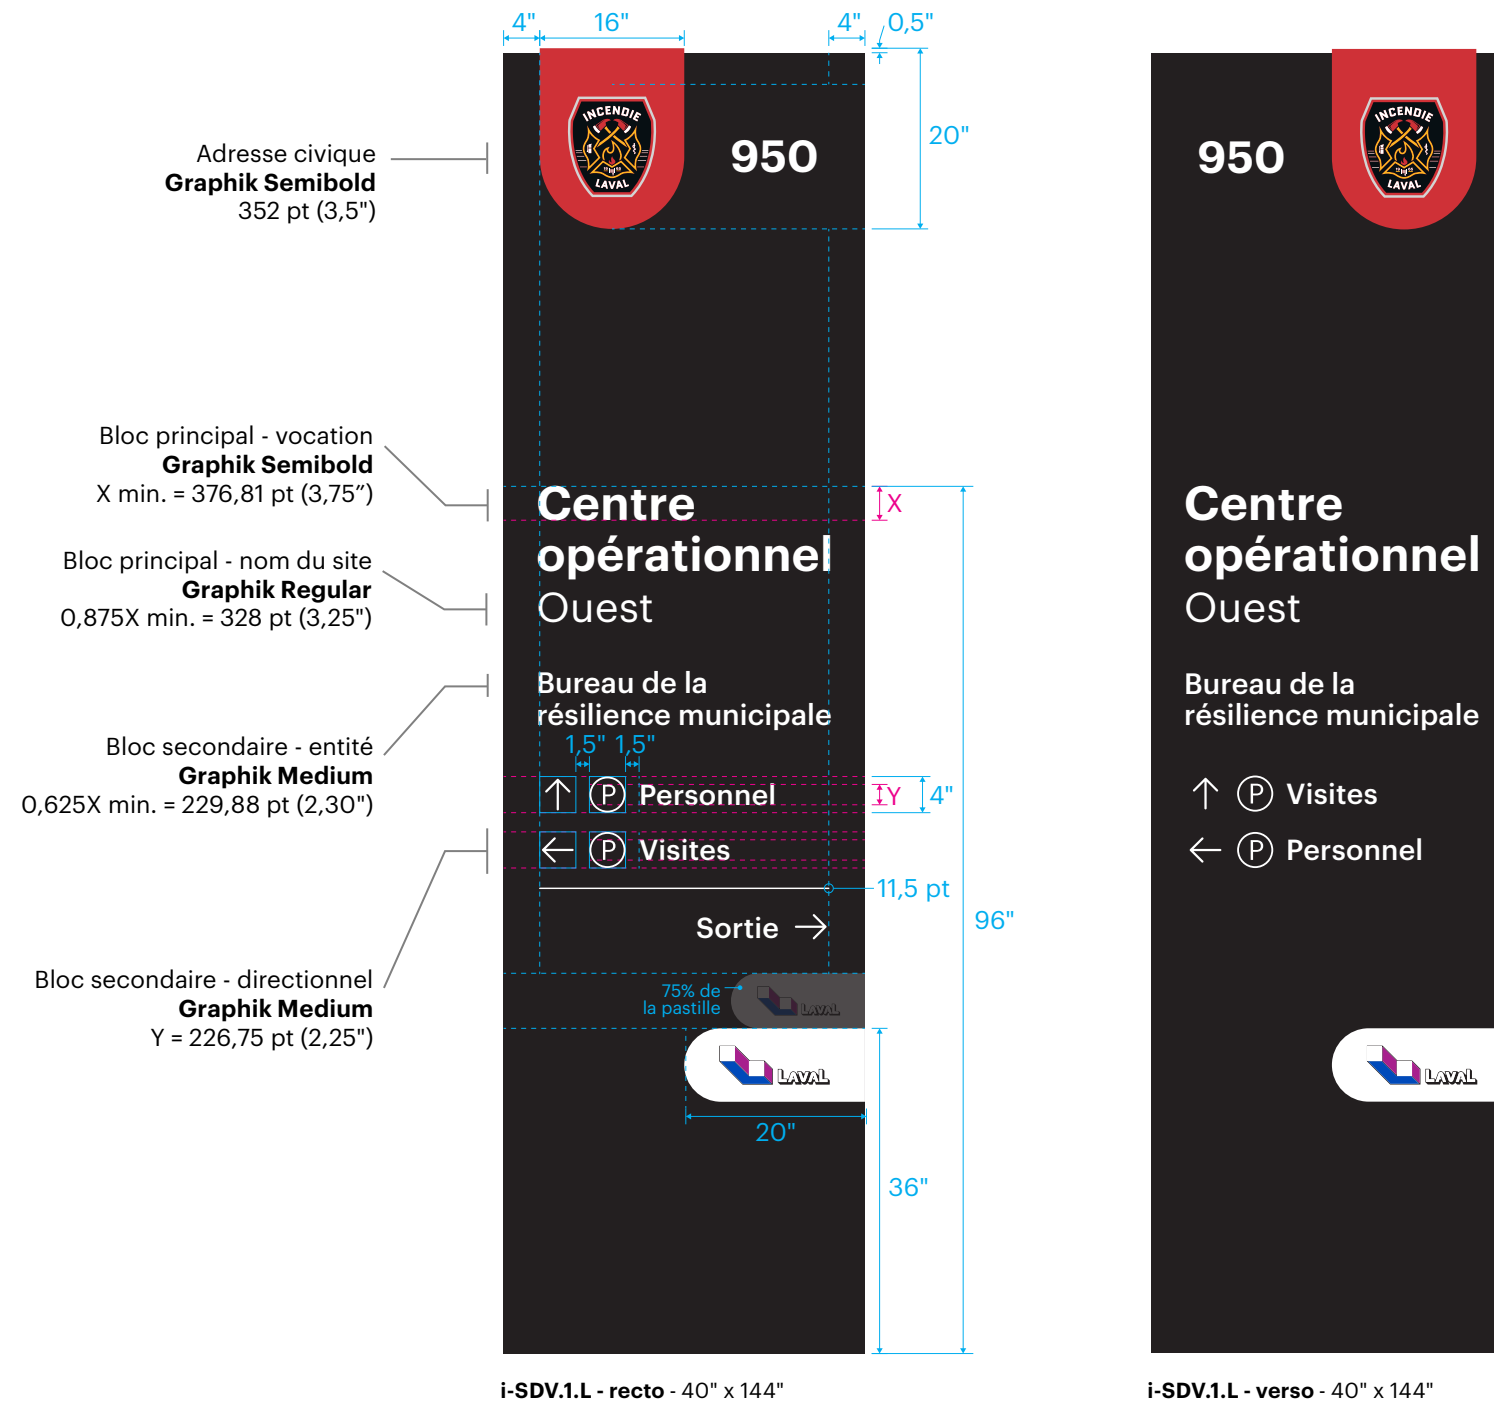 4" 16" 4" 0,5"
INCENDIE
LAVAL
950
20"
Adresse civique
Graphik Semibold
352 pt (3,5")
Bloc principal - vocation
Graphik Semibold
X min. = 376,81 pt (3,75”)
Bloc principal - nom du site
Graphik Regular
0,875X min. = 328 pt (3,25")
Bloc secondaire - entité
Graphik Medium
0,625X min. = 229,88 pt (2,30")
Bloc secondaire - directionnel
Graphik Medium
Y = 226,75 pt (2,25")
Centre
opérationnel
Ouest
X
Bureau de la
résilience municipale
1,5" 1,5"
↑ P Personnel
Y 4"
← P Visites
11,5 pt
Sortie →
96"
75% de
la pastille
LAVAL
LAVAL
20"
36"
i-SDV.1.L - recto - 40" x 144"
950
INCENDIE
LAVAL
Centre
opérationnel
Ouest
Bureau de la
résilience municipale
↑ P Visites
← P Personnel
LAVAL
i-SDV.1.L - verso - 40" x 144"